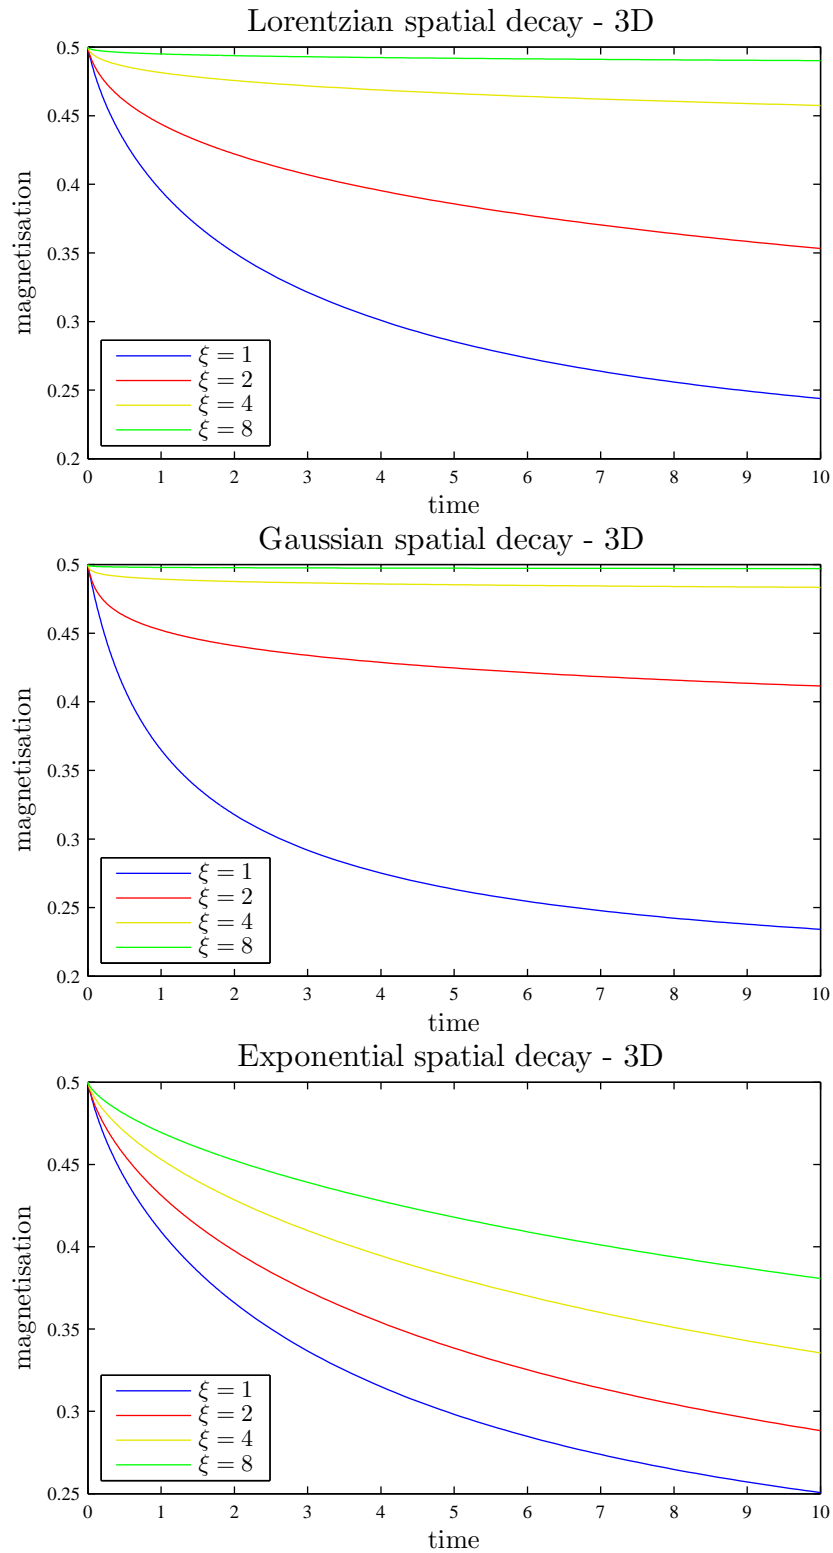 Lorentzian spatial decay - 3D
0.5
0.45
0.4
0.35
0.3
0.25
0.2
magnetisation
ξ = 1
ξ = 2
ξ = 4
ξ = 8
0 1 2 3 4 5 6 7 8 9 10
time
Gaussian spatial decay - 3D
0.5
0.45
0.4
0.35
0.3
0.25
0.2
magnetisation
ξ = 1
ξ = 2
ξ = 4
ξ = 8
0 1 2 3 4 5 6 7 8 9 10
time
Exponential spatial decay - 3D
0.5
0.45
0.4
0.35
0.3
0.25
magnetisation
ξ = 1
ξ = 2
ξ = 4
ξ = 8
0 1 2 3 4 5 6 7 8 9 10
time